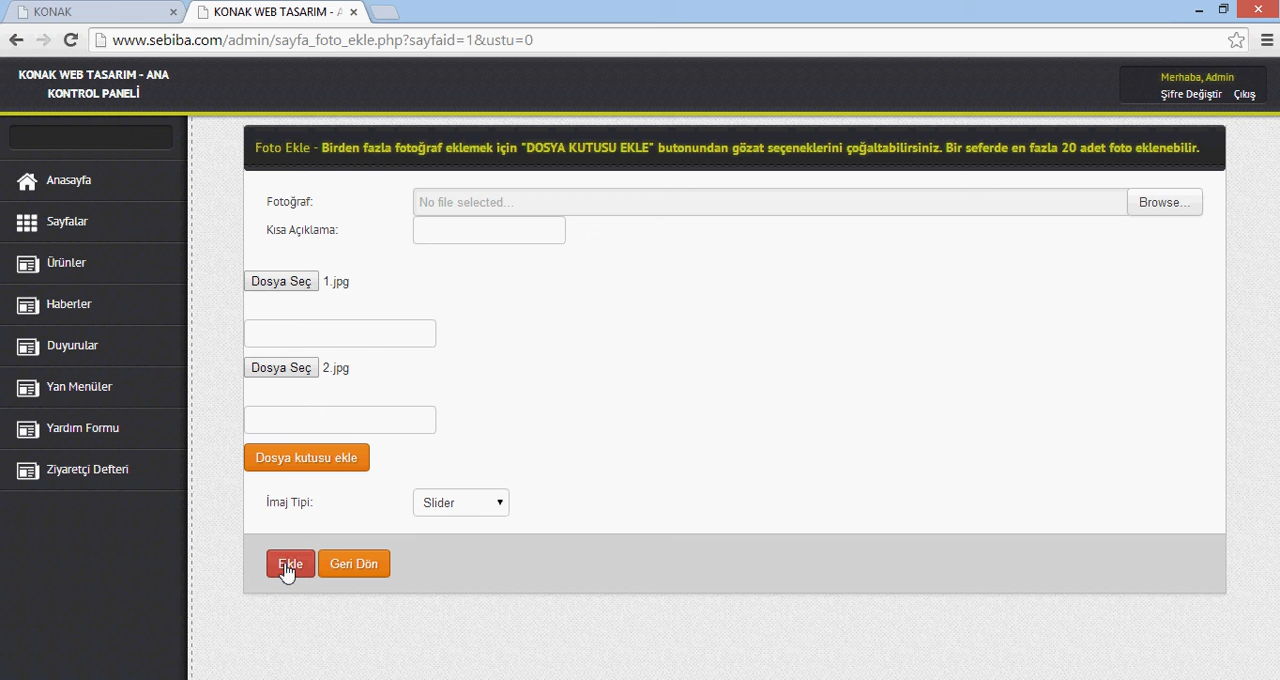 KONAK
KONAK WEB TASARIM - A
www.sebiba.com/admin/sayfa_foto_ekle.php?sayfaid=1&ustu=0
KONAK WEB TASARIM - ANA
KONTROL PANELİ
Merhaba, Admin
Şifre Değiştir Çıkış
Anasayfa
Sayfalar
Ürünler
Haberler
Duyurular
Yan Menüler
Yardım Formu
Ziyaretçi Defteri
Foto Ekle - Birden fazla fotoğraf eklemek için "DOSYA KUTUSU EKLE" butonundan gözat seçeneklerini çoğaltabilirsiniz. Bir seferde en fazla 20 adet foto eklenebilir.
Fotoğraf:
No file selected...
Browse...
Kısa Açıklama:
Dosya Seç 1.jpg
Dosya Seç 2.jpg
Dosya kutusu ekle
İmaj Tipi:
Slider
Ekle
Geri Dön